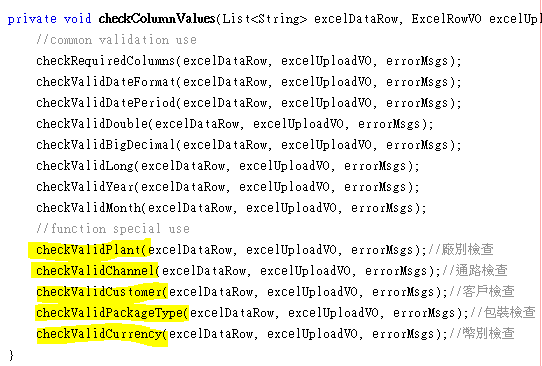 private void checkColumnValues(List<String> excelDataRow, ExcelRowVO excelUpl
//common validation use
checkRequiredColumns(excelDataRow, excelUploadVO, errorMsgs);
checkValidDateFormat(excelDataRow, excelUploadVO, errorMsgs);
checkValidDatePeriod(excelDataRow, excelUploadVO, errorMsgs);
checkValidDouble(excelDataRow, excelUploadVO, errorMsgs);
checkValidBigDecimal(excelDataRow, excelUploadVO, errorMsgs);
checkValidLong(excelDataRow, excelUploadVO, errorMsgs);
checkValidYear(excelDataRow, excelUploadVO, errorMsgs);
checkValidMonth(excelDataRow, excelUploadVO, errorMsgs);
//function special use
checkValidPlant(excelDataRow, excelUploadVO, errorMsgs);//廠別檢查
checkValidChannel(excelDataRow, excelUploadVO, errorMsgs);//通路檢查
checkValidCustomer(excelDataRow, excelUploadVO, errorMsgs);//客戶檢查
checkValidPackageType(excelDataRow, excelUploadVO, errorMsgs);//包裝檢查
checkValidCurrency(excelDataRow, excelUploadVO, errorMsgs);//幣別檢查
}